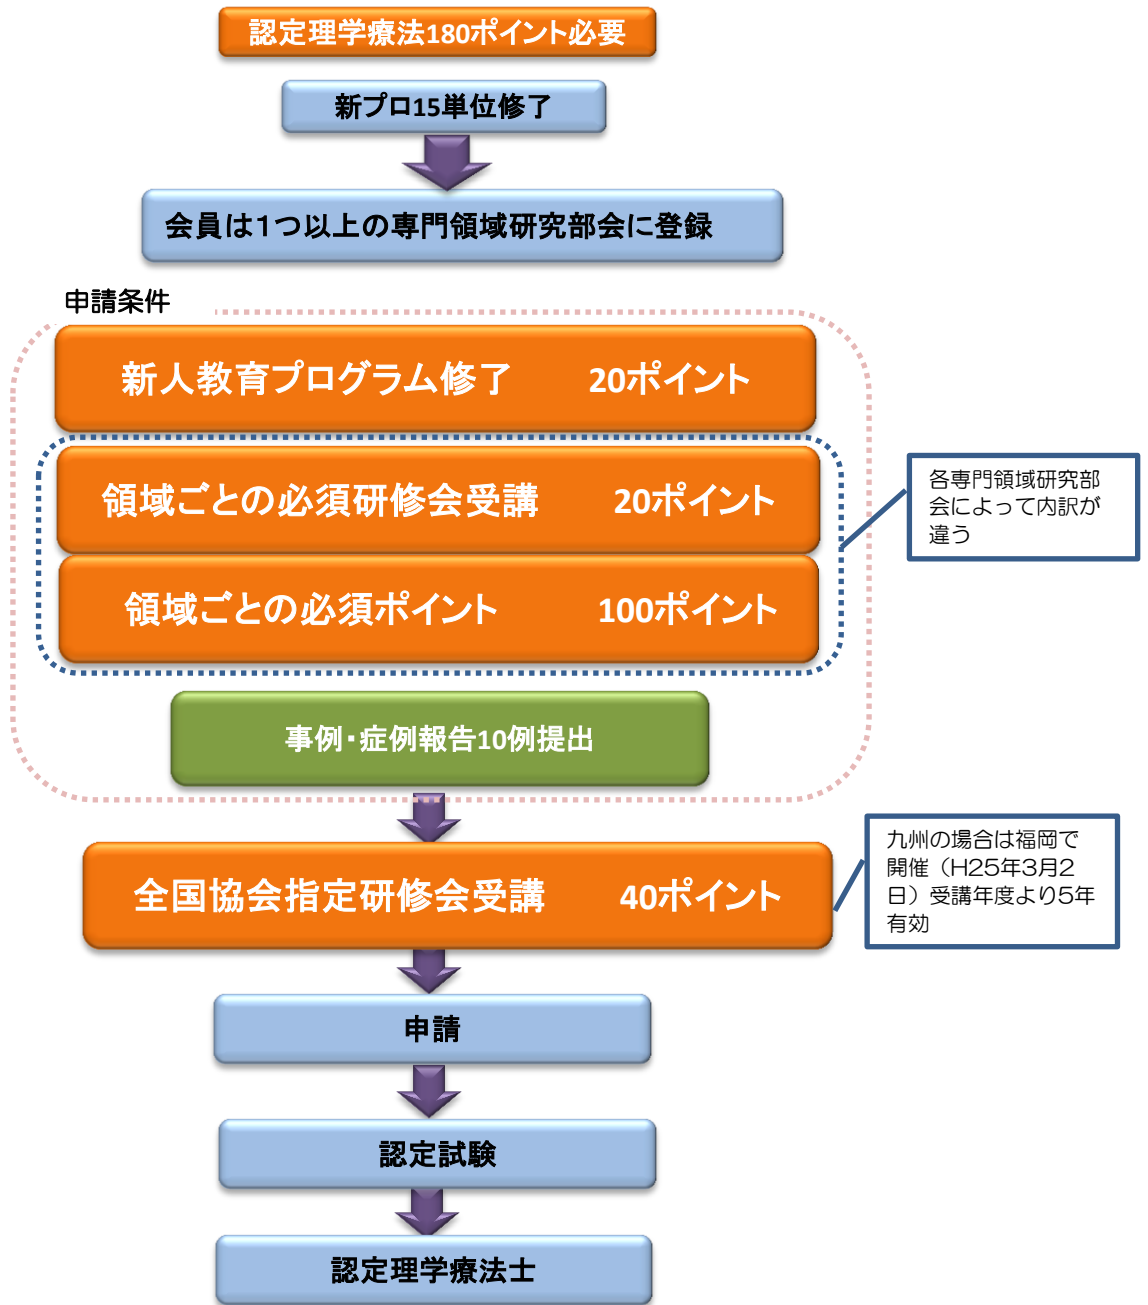 認定理学療法180ポイント必要
新プロ15単位修了
会員は1つ以上の専門領域研究部会に登録
申請条件
新人教育プログラム修了 20ポイント
領域ごとの必須研修会受講 20ポイント
各専門領域研究部
会によって内訳が
違う
領域ごとの必須ポイント 100ポイント
事例・症例報告10例提出
全国協会指定研修会受講 40ポイント
九州の場合は福岡で
開催（H25年3月2
日）受講年度より5年
有効
申請
認定試験
認定理学療法士